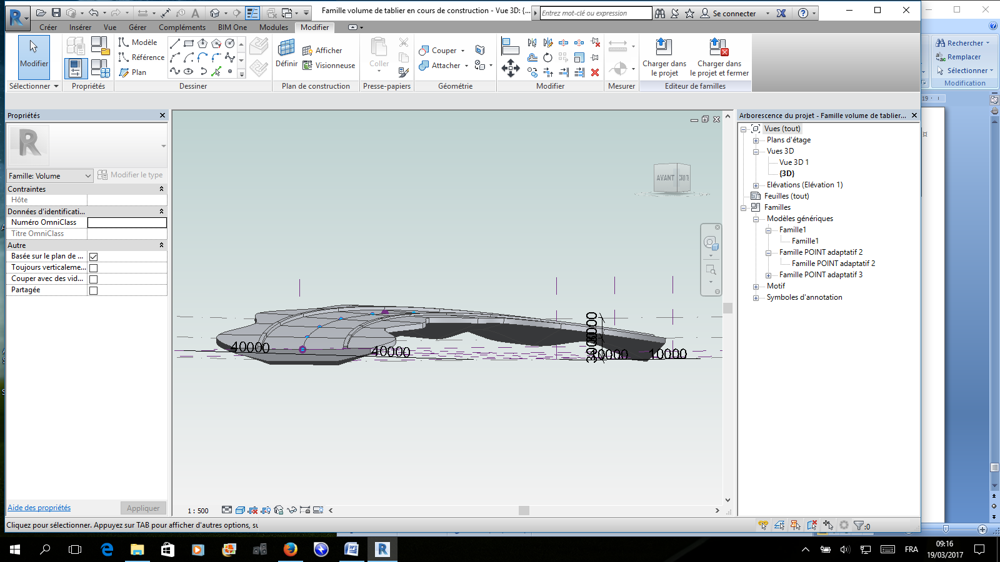 Famille volume de tablier en cours de construction - Vue 3D: {...
Entrez mot-clé ou expression
Se connecter
Créer Insérer Vue Gérer Compléments BIM One Modules Modifier
Modifier
Modèle
Référence
Plan
Définir
Afficher
Visionneuse
Coller
Couper
Attacher
Charger dans
le projet
Charger dans
le projet et fermer
Sélectionner Propriétés Dessiner Plan de construction Presse-papiers Géométrie Modifier Mesurer Editeur de familles
Rechercher
Remplacer
Sélectionner
Modification
19
Propriétés
Famille: Volume
Modifier le type
Contraintes
Hôte
Données d'identificati...
Numéro OmniClass
Titre OmniClass
Autre
Basée sur le plan de ...
Toujours verticaleme...
Couper avec des vid...
Partagée
Aide des propriétés
Appliquer
AVANT
40000
40000
10000
1 : 500
Arborescence du projet - Famille volume de tablier...
Vues (tout)
Plans d'étage
Vues 3D
Vue 3D 1
{3D}
Elévations (Elévation 1)
Feuilles (tout)
Familles
Modèles génériques
Famille1
Famille1
Famille POINT adaptatif 2
Famille POINT adaptatif 2
Famille POINT adaptatif 3
Motif
Symboles d'annotation
Cliquez pour sélectionner. Appuyez sur TAB pour afficher d'autres options, su
:0
FRA
09:16
19/03/2017